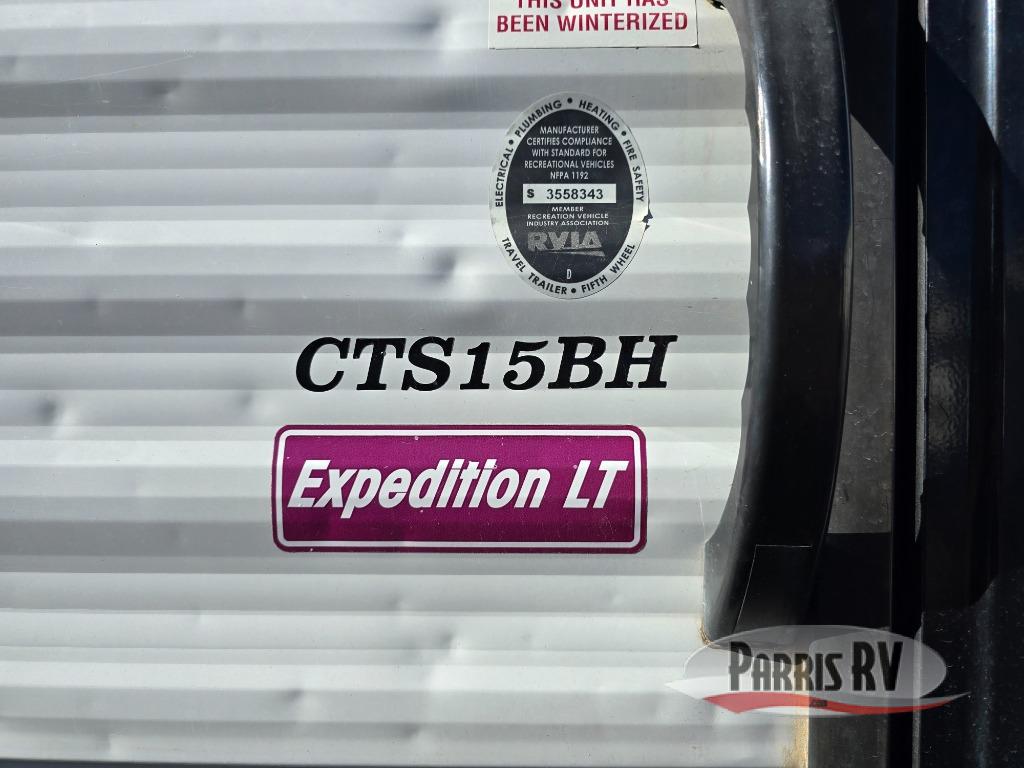 THIS UNIT HAS
BEEN WINTERIZED
ELECTRICAL • PLUMBING • HEATING • FIRE SAFETY
MANUFACTURER
CERTIFIES COMPLIANCE
WITH STANDARD FOR
RECREATIONAL VEHICLES
NFPA 1192
S 3558343
MEMBER
RECREATION VEHICLE
INDUSTRY ASSOCIATION
RVIA
D
TRAVEL TRAILER • FIFTH WHEEL
CTS15BH
Expedition LT
PARRIS RV